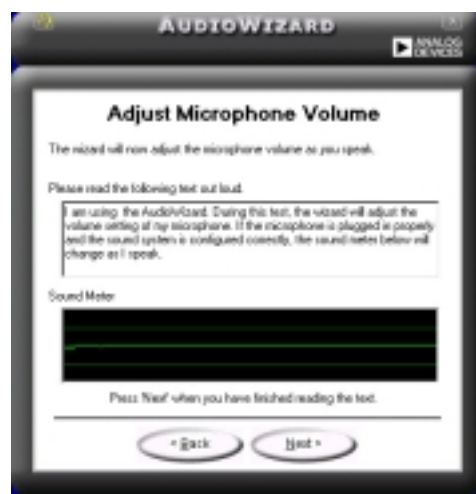 AUDIOWIZARD
ANALOG
DEVICES
Adjust Microphone Volume
The wizard will now adjust the microphone volume as you speak.
Please read the following text out loud.
I am using the AudioWizard. During this test, the wizard will adjust the
volume setting of my microphone. If the microphone is plugged in properly
and the sound system is configured correctly, the sound meter below will
change as I speak.
Sound Meter
Press 'Next' when you have finished reading the text.
< Back Next >